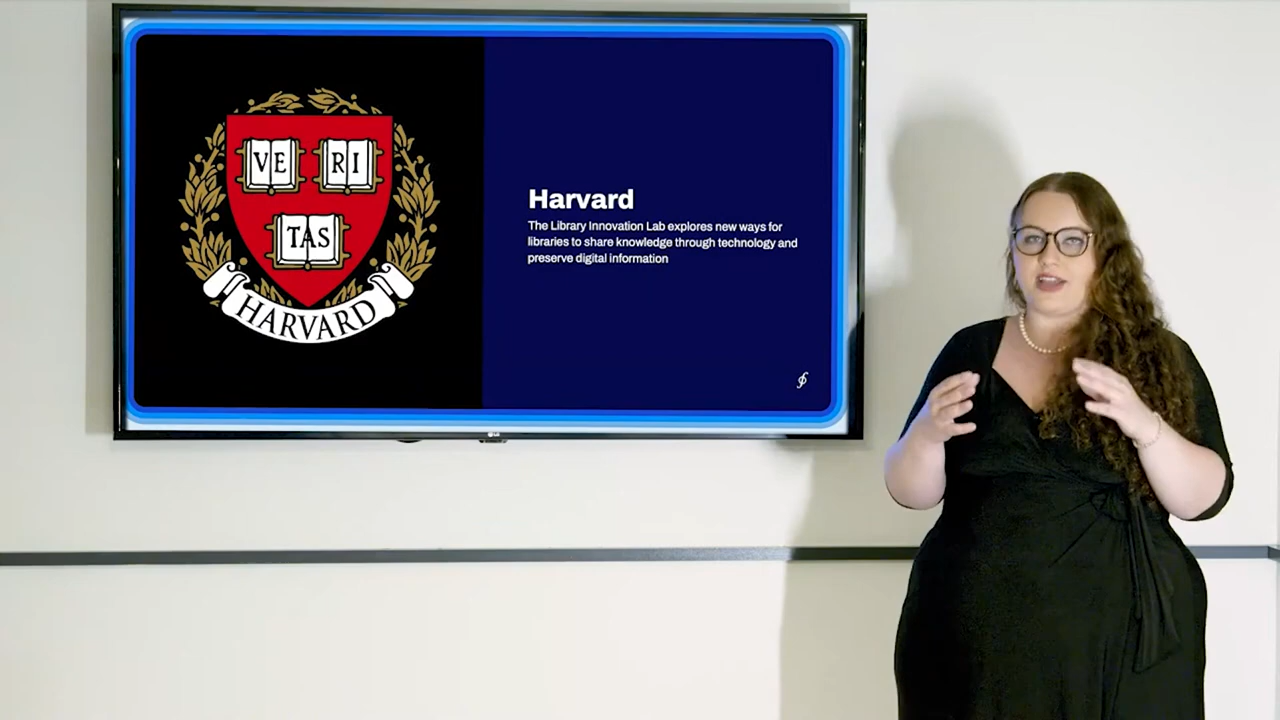 VE RI
TAS
HARVARD
Harvard
The Library Innovation Lab explores new ways for
libraries to share knowledge through technology and
preserve digital information
LG